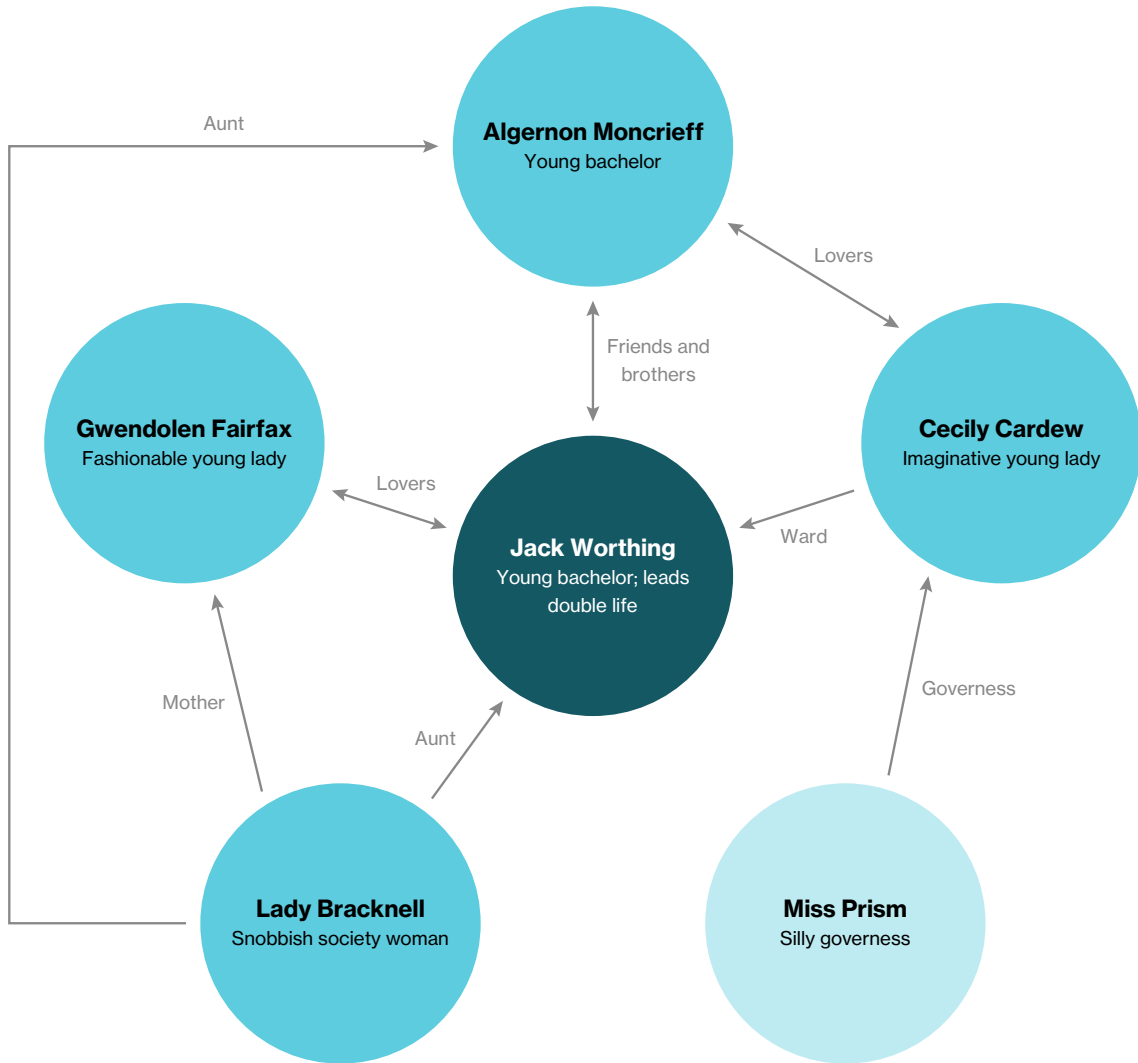 Aunt
Algernon Moncrieff
Young bachelor
Lovers
Friends and
brothers
Gwendolen Fairfax
Fashionable young lady
Cecily Cardew
Imaginative young lady
Lovers
Ward
Jack Worthing
Young bachelor; leads
double life
Mother
Aunt
Governess
Lady Bracknell
Snobbish society woman
Miss Prism
Silly governess